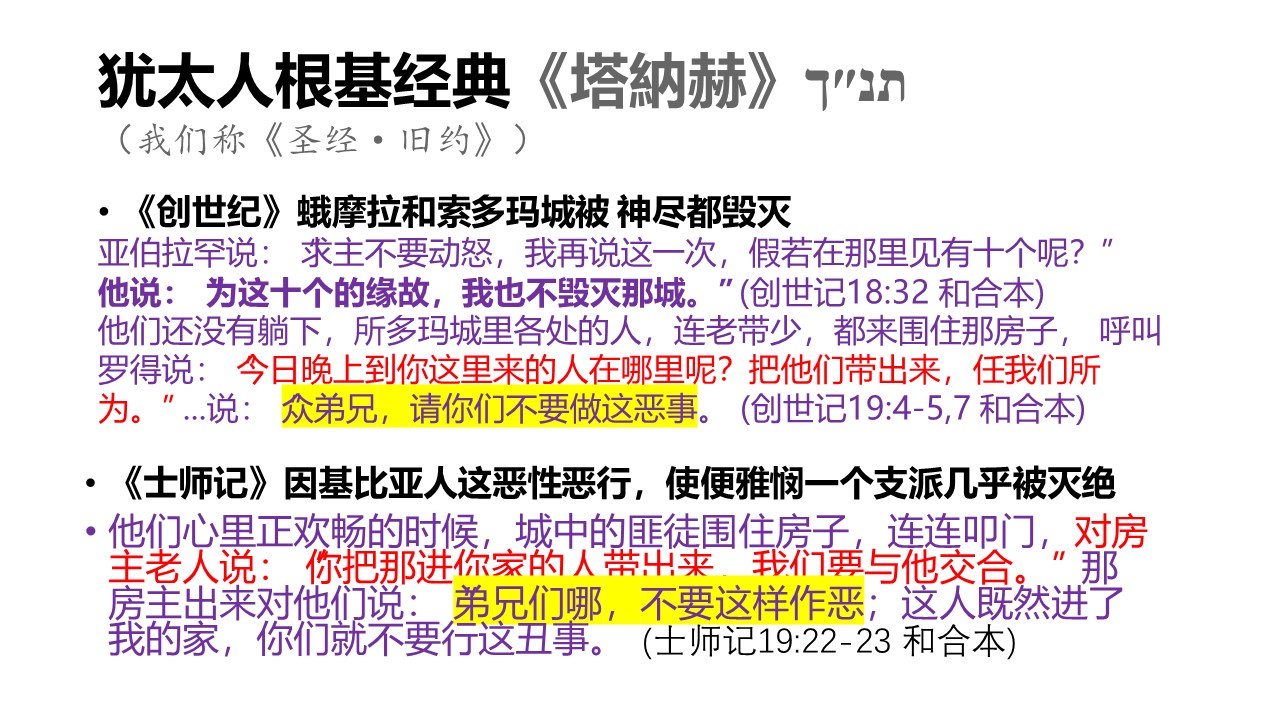 犹太人根基经典《塔納赫》תנ"ך
（我们称《圣经·旧约》）
• 《创世纪》蛾摩拉和索多玛城被 神尽都毁灭
亚伯拉罕说：“求主不要动怒，我再说这一次，假若在那里见有十个呢？”
他说：“为这十个的缘故，我也不毁灭那城。”(创世记18:32 和合本)
他们还没有躺下，所多玛城里各处的人，连老带少，都来围住那房子， 呼叫
罗得说：“今日晚上到你这里来的人在哪里呢？把他们带出来，任我们所
为。”...说：“众弟兄，请你们不要做这恶事。 (创世记19:4-5,7 和合本)
• 《士师记》因基比亚人这恶性恶行，使便雅悯一个支派几乎被灭绝
• 他们心里正欢畅的时候，城中的匪徒围住房子，连连叩门，对房
主老人说：“你把那进你家的人带出来，我们要与他交合。”那
房主出来对他们说：“弟兄们哪，不要这样作恶；这人既然进了
我的家，你们就不要行这丑事。 (士师记19:22-23 和合本)